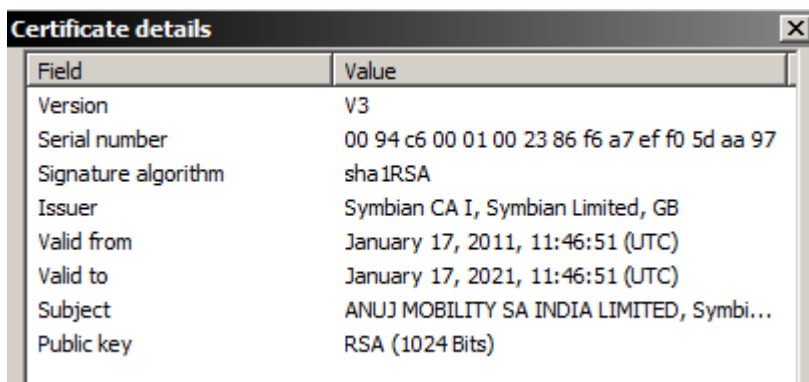 Certificate details
Field Value
Version V3
Serial number 00 94 c6 00 01 00 23 86 f6 a7 ef f0 5d aa 97
Signature algorithm sha1RSA
Issuer Symbian CA I, Symbian Limited, GB
Valid from January 17, 2011, 11:46:51 (UTC)
Valid to January 17, 2021, 11:46:51 (UTC)
Subject ANUJ MOBILITY SA INDIA LIMITED, Symbi...
Public key RSA (1024 Bits)